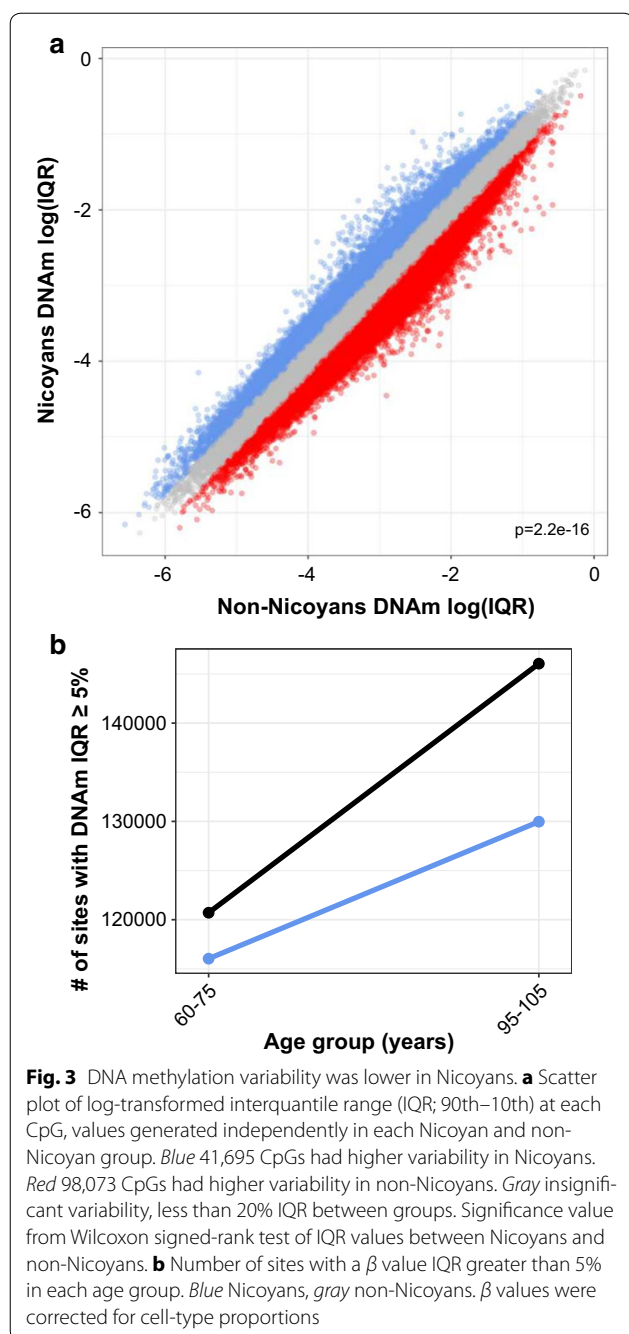 a
0
-2
-4
-6
Nicoyans DNAm log(IQR)
p=2.2e-16
-6 -4 -2 0
Non-Nicoyans DNAm log(IQR)
b
# of sites with DNAm IQR ≥ 5%
140000
130000
120000
60-75 95-105
Age group (years)
Fig. 3 DNA methylation variability was lower in Nicoyans. a Scatter
plot of log-transformed interquantile range (IQR; 90th–10th) at each
CpG, values generated independently in each Nicoyan and non-
Nicoyan group. Blue 41,695 CpGs had higher variability in Nicoyans.
Red 98,073 CpGs had higher variability in non-Nicoyans. Gray insignifi-
cant variability, less than 20% IQR between groups. Significance value
from Wilcoxon signed-rank test of IQR values between Nicoyans and
non-Nicoyans. b Number of sites with a β value IQR greater than 5%
in each age group. Blue Nicoyans, gray non-Nicoyans. β values were
corrected for cell-type proportions